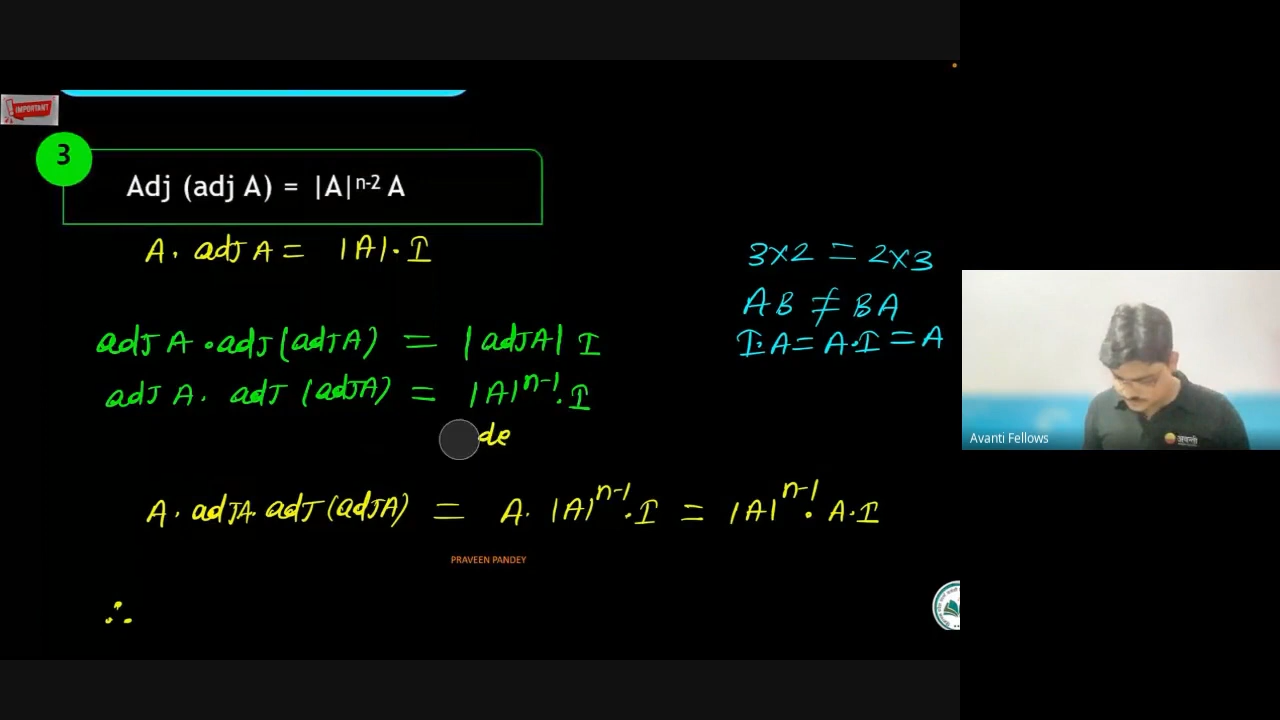 IMPORTANT
3
Adj (adj A) = |A|ⁿ⁻² A
A. adj A = |A|. I
3×2 = 2×3
AB ≠ BA
I.A = A.I = A
adj A . adj (adj A) = |adj A| I
adj A. adj (adj A) = |A|ⁿ⁻¹. I
de
A. adj A. adj (adj A) = A. |A|ⁿ⁻¹. I = |A|ⁿ⁻¹. A.I
PRAVEEN PANDEY
∴
Avanti Fellows
अवन्ती